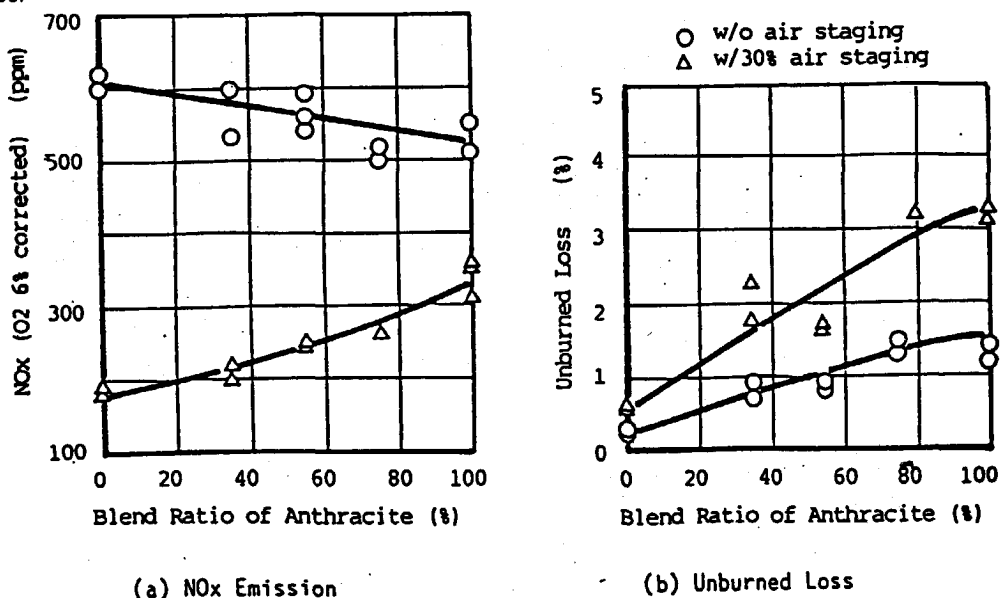 700
500
300
100
NOx (O2 6% corrected) (ppm)
0 20 40 60 80 100
Blend Ratio of Anthracite (%)
(a) NOx Emission
w/o air staging
w/30% air staging
5
4
3
2
1
0
Unburned Loss (%)
0 20 40 60 80 100
Blend Ratio of Anthracite (%)
(b) Unburned Loss